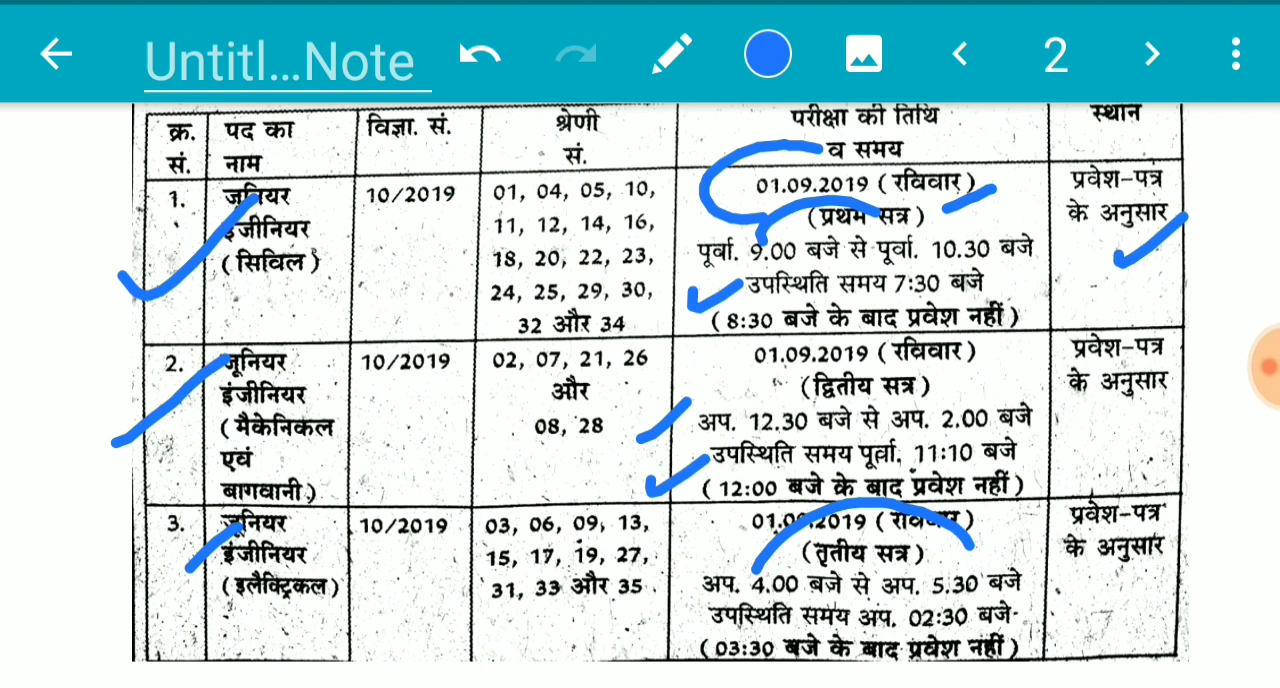 Untitl...Note
2
क्र. सं.
पद का नाम
विज्ञा. सं.
श्रेणी सं.
परीक्षा की तिथि व समय
स्थान
1.
जूनियर
इंजीनियर
(सिविल)
10/2019
01, 04, 05, 10,
11, 12, 14, 16,
18, 20, 22, 23,
24, 25, 29, 30,
32 और 34
01.09.2019 (रविवार)
(प्रथम सत्र)
पूर्वा. 9.00 बजे से पूर्वा. 10.30 बजे
उपस्थिति समय 7:30 बजे
(8:30 बजे के बाद प्रवेश नहीं)
प्रवेश-पत्र
के अनुसार
2.
जूनियर
इंजीनियर
(मैकेनिकल
एवं
बागवानी)
10/2019
02, 07, 21, 26
और
08, 28
01.09.2019 (रविवार)
(द्वितीय सत्र)
अप. 12.30 बजे से अप. 2.00 बजे
उपस्थिति समय पूर्वा. 11:10 बजे
(12:00 बजे के बाद प्रवेश नहीं)
प्रवेश-पत्र
के अनुसार
3.
जूनियर
इंजीनियर
(इलैक्ट्रिकल)
10/2019
03, 06, 09, 13,
15, 17, 19, 27,
31, 33 और 35
01.09.2019 (रविवार)
(तृतीय सत्र)
अप. 4.00 बजे से अप. 5.30 बजे
उपस्थिति समय अप. 02:30 बजे
(03:30 बजे के बाद प्रवेश नहीं)
प्रवेश-पत्र
के अनुसार